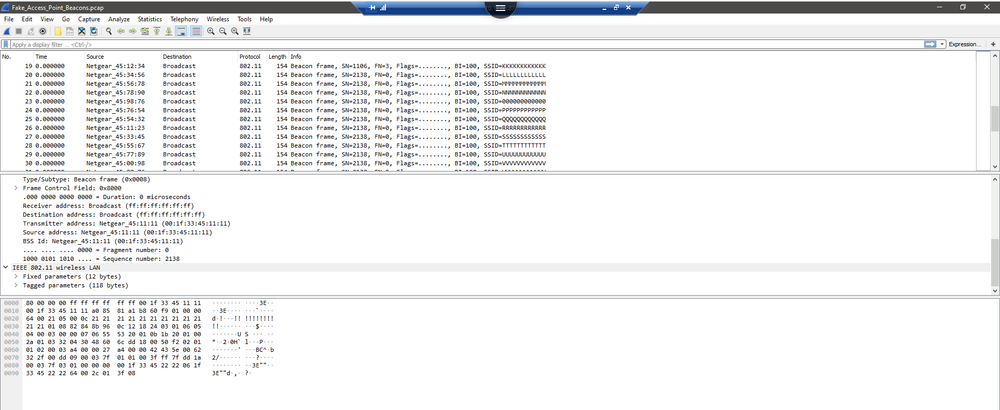 Fake_Access_Point_Beacons.pcap
File Edit View Go Capture Analyze Statistics Telephony Wireless Tools Help
Apply a display filter ... <Ctrl-/>
Expression... +
No. Time Source Destination Protocol Length Info
19 0.000000 Netgear_45:12:34 Broadcast 802.11 154 Beacon frame, SN=1106, FN=3, Flags=........, BI=100, SSID=KKKKKKKKKKKK
20 0.000000 Netgear_45:34:56 Broadcast 802.11 154 Beacon frame, SN=2138, FN=0, Flags=........, BI=100, SSID=LLLLLLLLLLLL
21 0.000000 Netgear_45:56:78 Broadcast 802.11 154 Beacon frame, SN=2138, FN=0, Flags=........, BI=100, SSID=MMMMMMMMMMMM
22 0.000000 Netgear_45:78:90 Broadcast 802.11 154 Beacon frame, SN=2138, FN=0, Flags=........, BI=100, SSID=NNNNNNNNNNNN
23 0.000000 Netgear_45:98:76 Broadcast 802.11 154 Beacon frame, SN=2138, FN=0, Flags=........, BI=100, SSID=OOOOOOOOOOOO
24 0.000000 Netgear_45:76:54 Broadcast 802.11 154 Beacon frame, SN=2138, FN=0, Flags=........, BI=100, SSID=PPPPPPPPPPPP
25 0.000000 Netgear_45:54:32 Broadcast 802.11 154 Beacon frame, SN=2138, FN=0, Flags=........, BI=100, SSID=QQQQQQQQQQQQ
26 0.000000 Netgear_45:11:23 Broadcast 802.11 154 Beacon frame, SN=2138, FN=0, Flags=........, BI=100, SSID=RRRRRRRRRRRR
27 0.000000 Netgear_45:33:45 Broadcast 802.11 154 Beacon frame, SN=2138, FN=0, Flags=........, BI=100, SSID=SSSSSSSSSSSS
28 0.000000 Netgear_45:55:67 Broadcast 802.11 154 Beacon frame, SN=2138, FN=0, Flags=........, BI=100, SSID=TTTTTTTTTTTT
29 0.000000 Netgear_45:77:89 Broadcast 802.11 154 Beacon frame, SN=2138, FN=0, Flags=........, BI=100, SSID=UUUUUUUUUUUU
30 0.000000 Netgear_45:00:98 Broadcast 802.11 154 Beacon frame, SN=2138, FN=0, Flags=........, BI=100, SSID=VVVVVVVVVVVV
Type/Subtype: Beacon frame (0x0008)
Frame Control Field: 0x8000
.000 0000 0000 0000 = Duration: 0 microseconds
Receiver address: Broadcast (ff:ff:ff:ff:ff:ff)
Destination address: Broadcast (ff:ff:ff:ff:ff:ff)
Transmitter address: Netgear_45:11:11 (00:1f:33:45:11:11)
Source address: Netgear_45:11:11 (00:1f:33:45:11:11)
BSS Id: Netgear_45:11:11 (00:1f:33:45:11:11)
.... .... .... 0000 = Fragment number: 0
1000 0101 1010 .... = Sequence number: 2138
IEEE 802.11 wireless LAN
Fixed parameters (12 bytes)
Tagged parameters (118 bytes)
0000 80 00 00 00 ff ff ff ff ff ff 00 1f 33 45 11 11 ········ ····3E··
0010 00 1f 33 45 11 11 a0 85 81 a1 b8 60 f9 01 00 00 ··3E···· ···`····
0020 64 00 21 05 00 0c 21 21 21 21 21 21 21 21 21 21 d·!···!! !!!!!!!!
0030 21 21 01 08 82 84 8b 96 0c 12 18 24 03 01 06 05 !!······ ···$····
0040 04 00 03 00 00 07 06 55 53 20 01 0b 1b 20 01 00 ·······U S ··· ··
0050 2a 01 03 32 04 30 48 60 6c dd 18 00 50 f2 02 01 *··2·0H` l···P···
0060 01 02 00 03 a4 00 00 27 a4 00 00 42 43 5e 00 62 ·······' ···BC^·b
0070 32 2f 00 dd 09 00 03 7f 01 01 00 3f ff 7f dd 1a 2/······ ···?····
0080 00 03 7f 03 01 00 00 00 00 1f 33 45 22 22 06 1f ········ ··3E""··
0090 33 45 22 22 64 00 2c 01 3f 08 3E""d·,· ?·